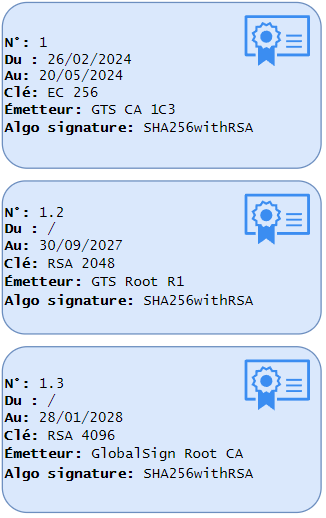 N°: 1
Du : 26/02/2024
Au: 20/05/2024
Clé: EC 256
Émetteur: GTS CA 1C3
Algo signature: SHA256withRSA
N°: 1.2
Du : /
Au: 30/09/2027
Clé: RSA 2048
Émetteur: GTS Root R1
Algo signature: SHA256withRSA
N°: 1.3
Du : /
Au: 28/01/2028
Clé: RSA 4096
Émetteur: GlobalSign Root CA
Algo signature: SHA256withRSA